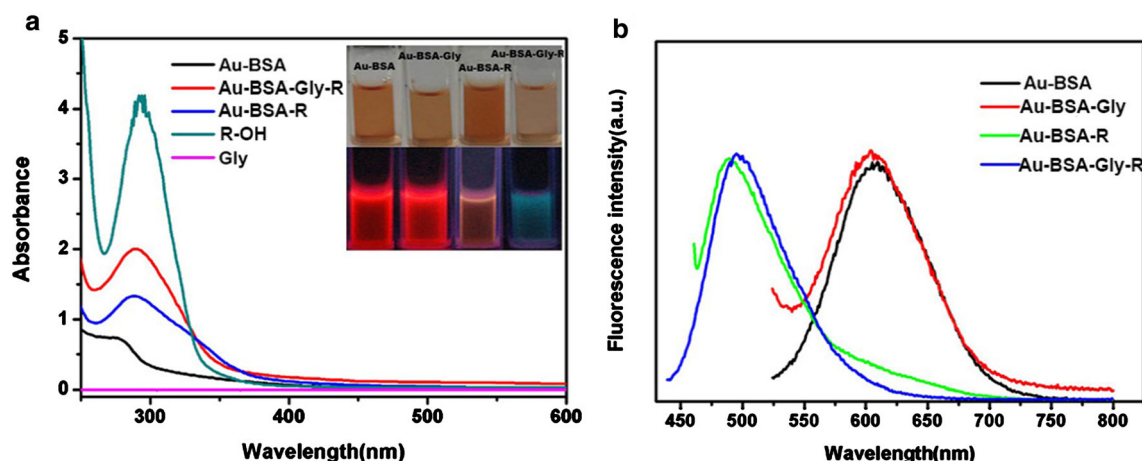 a
Absorbance
5
4
3
2
1
0
300
400
500
600
Wavelength(nm)
Au-BSA
Au-BSA-Gly-R
Au-BSA-R
R-OH
Gly
Au-BSA
Au-BSA-Gly
Au-BSA-R
Au-BSA-Gly-R
b
Fluorescence intensity(a.u.)
450
500
550
600
650
700
750
800
Wavelength(nm)
Au-BSA
Au-BSA-Gly
Au-BSA-R
Au-BSA-Gly-R